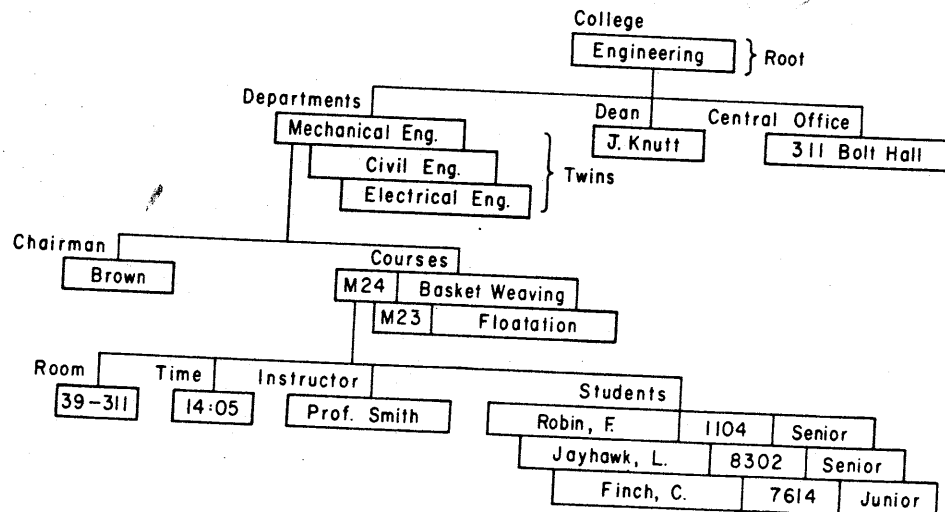 College
Engineering } Root
Departments
Dean
Central Office
Mechanical Eng.
J. Knutt
311 Bolt Hall
Civil Eng.
Electrical Eng.
Twins
Chairman
Brown
Courses
M24 Basket Weaving
M23 Floatation
Room
Time
Instructor
Students
39-311
14:05
Prof. Smith
Robin, F. 1104 Senior
Jayhawk, L. 8302 Senior
Finch, C. 7614 Junior